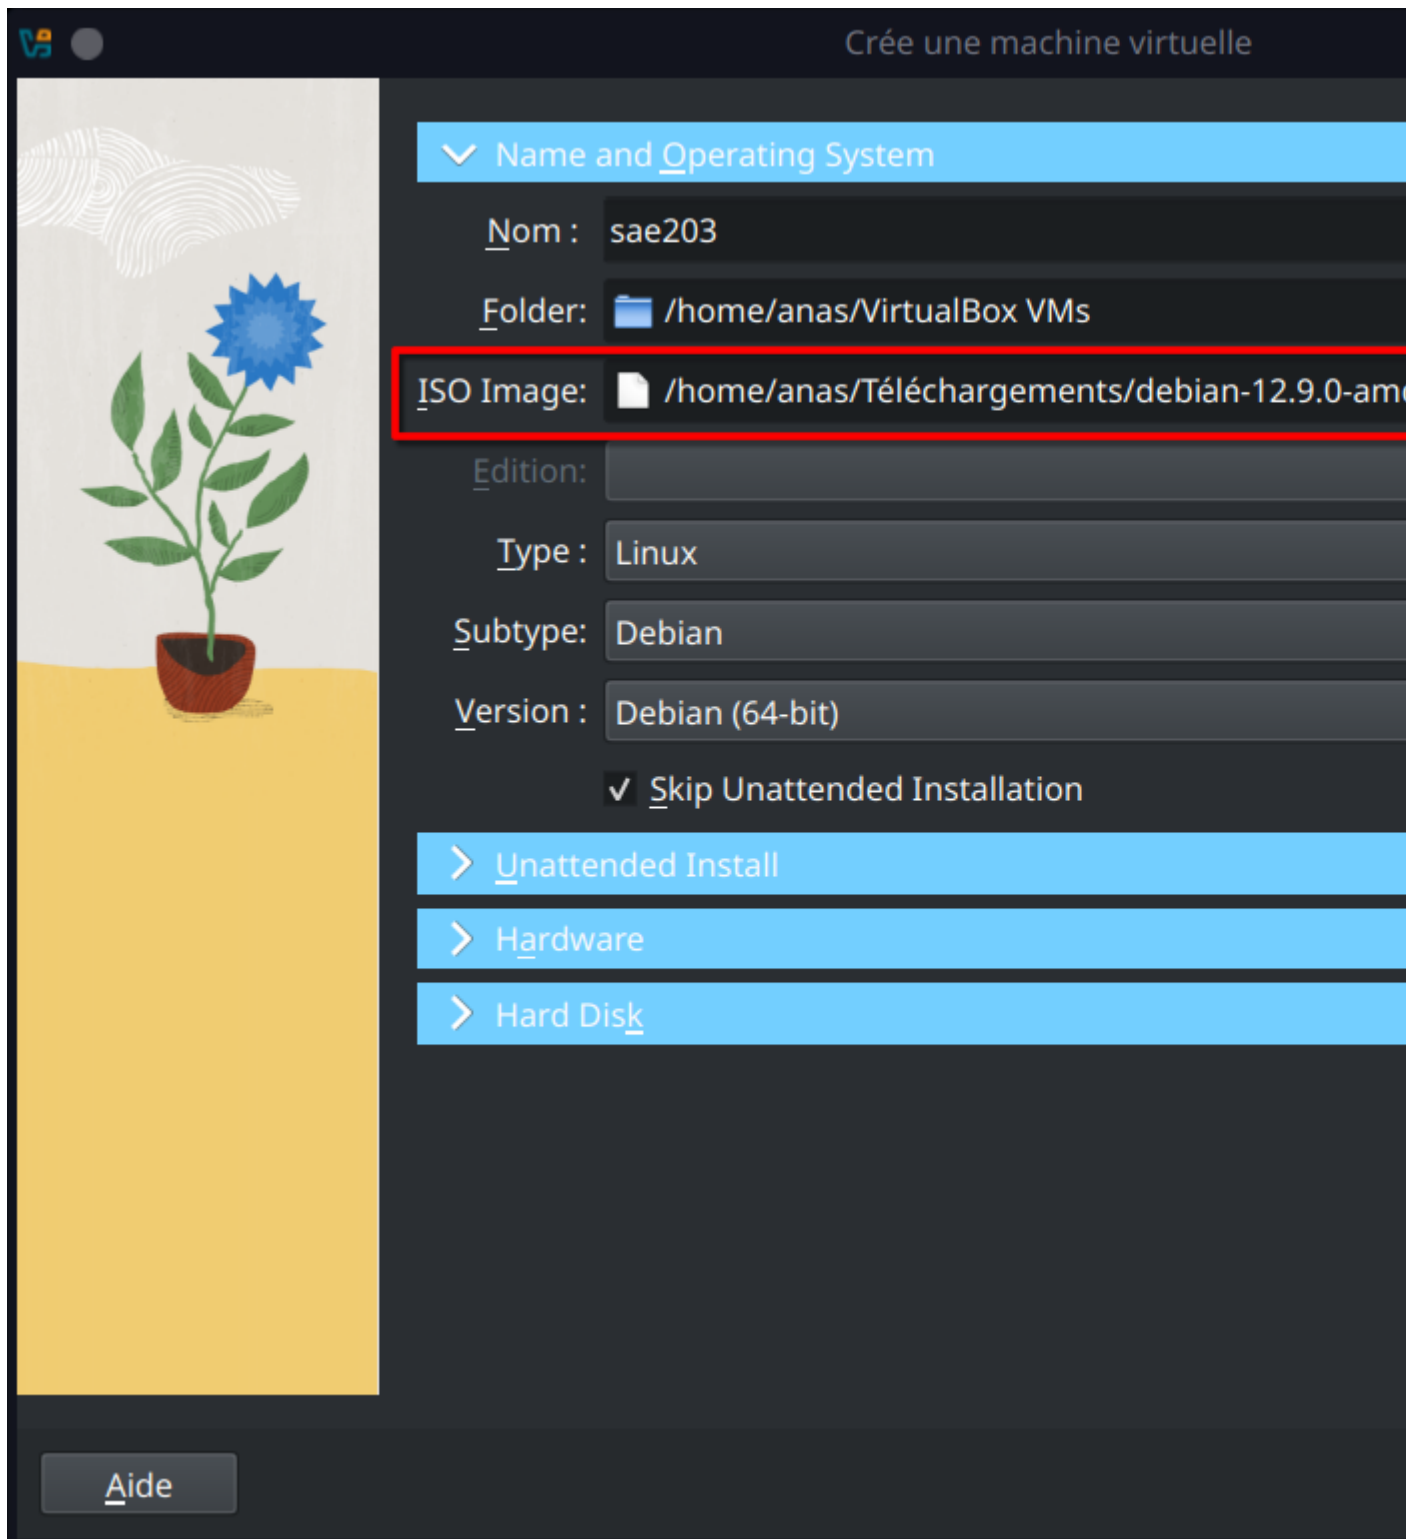 Crée une machine virtuelle
Name and Operating System
Nom : sae203
Folder: /home/anas/VirtualBox VMs
ISO Image: /home/anas/Téléchargements/debian-12.9.0-am
Edition:
Type : Linux
Subtype: Debian
Version : Debian (64-bit)
Skip Unattended Installation
Unattended Install
Hardware
Hard Disk
Aide